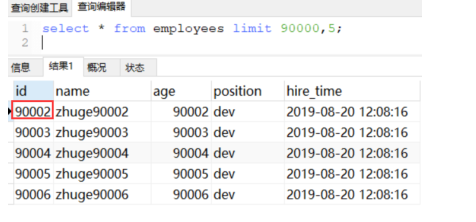 查询创建工具 查询编辑器
1 select * from employees limit 90000,5;
2
信息 结果1 概况 状态
id name age position hire_time
90002 zhuge90002 90002 dev 2019-08-20 12:08:16
90003 zhuge90003 90003 dev 2019-08-20 12:08:16
90004 zhuge90004 90004 dev 2019-08-20 12:08:16
90005 zhuge90005 90005 dev 2019-08-20 12:08:16
90006 zhuge90006 90006 dev 2019-08-20 12:08:16